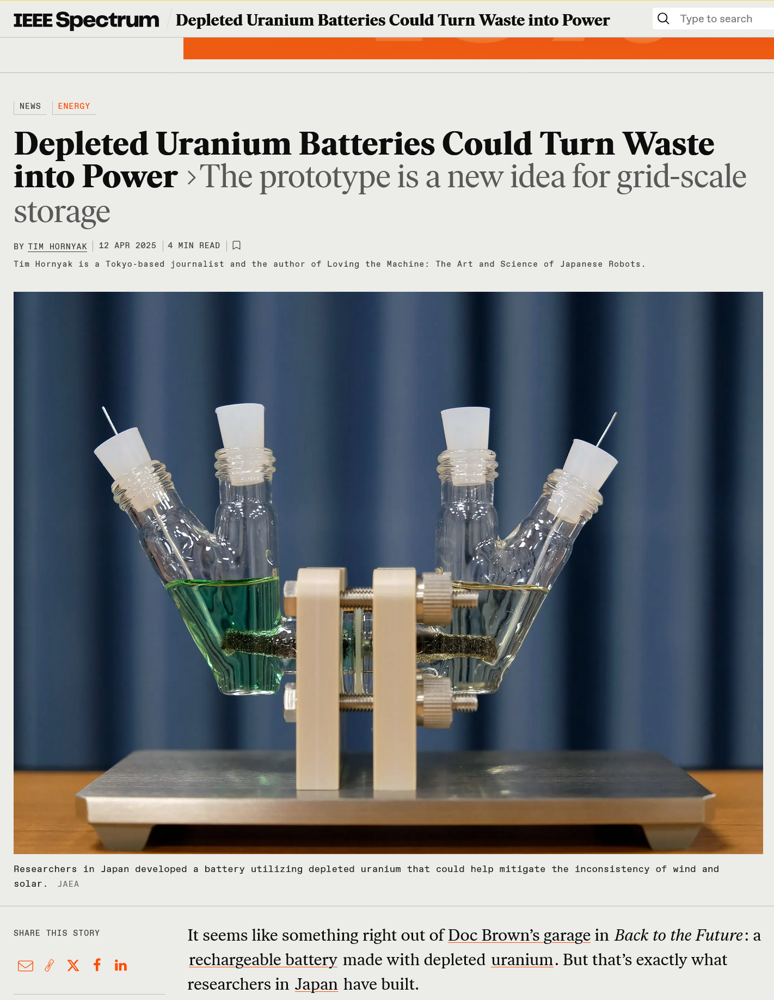 IEEE Spectrum / Depleted Uranium Batteries Could Turn Waste into Power
Type to search
NEWS ENERGY
Depleted Uranium Batteries Could Turn Waste
into Power > The prototype is a new idea for grid-scale
storage
BY TIM HORNYAK | 12 APR 2025 | 4 MIN READ
Tim Hornyak is a Tokyo-based journalist and the author of Loving the Machine: The Art and Science of Japanese Robots.
Researchers in Japan developed a battery utilizing depleted uranium that could help mitigate the inconsistency of wind and
solar. JAEA
SHARE THIS STORY
It seems like something right out of Doc Brown’s garage in Back to the Future: a
rechargeable battery made with depleted uranium. But that’s exactly what
researchers in Japan have built.